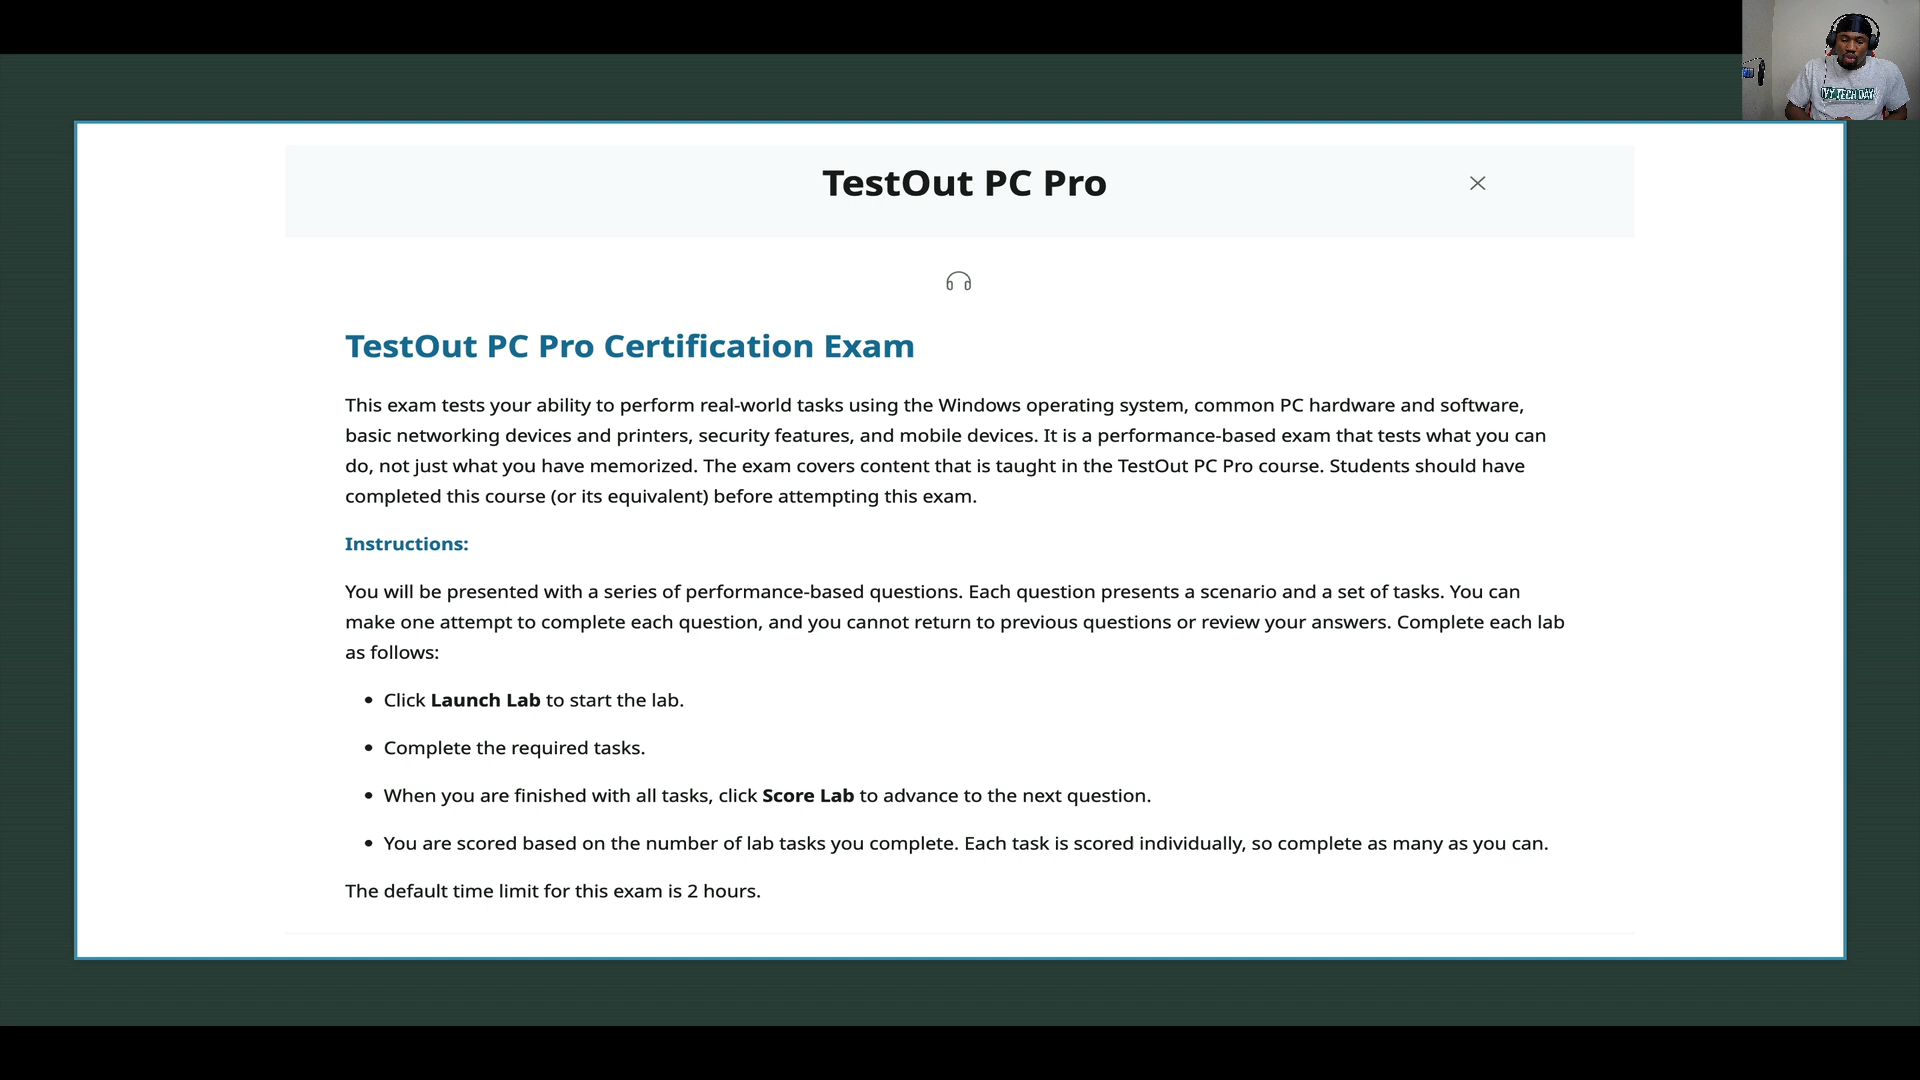 TestOut PC Pro
TestOut PC Pro Certification Exam
This exam tests your ability to perform real-world tasks using the Windows operating system, common PC hardware and software,
basic networking devices and printers, security features, and mobile devices. It is a performance-based exam that tests what you can
do, not just what you have memorized. The exam covers content that is taught in the TestOut PC Pro course. Students should have
completed this course (or its equivalent) before attempting this exam.
Instructions:
You will be presented with a series of performance-based questions. Each question presents a scenario and a set of tasks. You can
make one attempt to complete each question, and you cannot return to previous questions or review your answers. Complete each lab
as follows:
• Click Launch Lab to start the lab.
• Complete the required tasks.
• When you are finished with all tasks, click Score Lab to advance to the next question.
• You are scored based on the number of lab tasks you complete. Each task is scored individually, so complete as many as you can.
The default time limit for this exam is 2 hours.
IVY TECH DAY